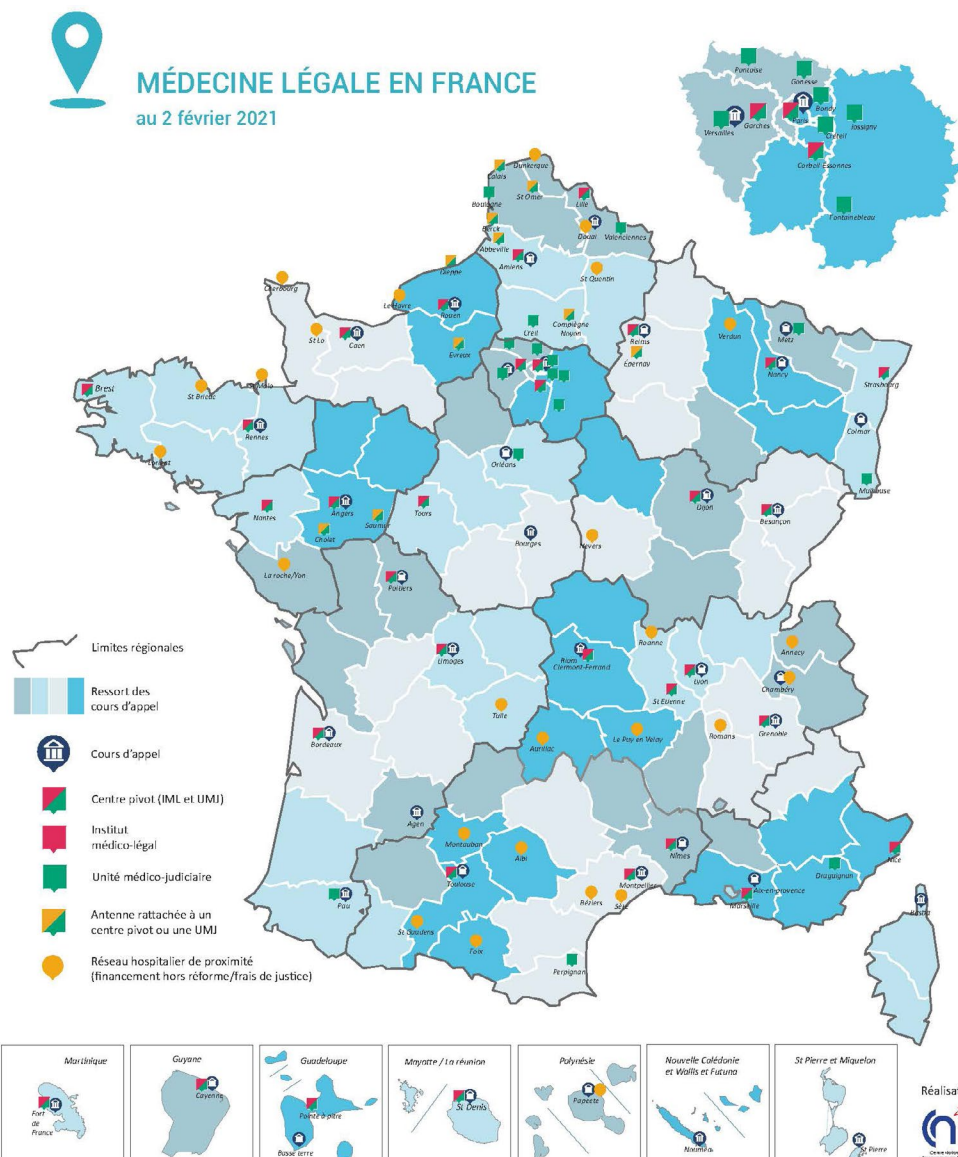 MÉDECINE LÉGALE EN FRANCE
au 2 février 2021
Pontoise
Gonesse
Bondy
Paris
Garches
Versailles
Créteil
Jossigny
Corbeil-Essonnes
Fontainebleau
Dunkerque
Calais
St Omer
Boulogne
Lille
Berck
Douai
Valenciennes
Abbeville
Amiens
Dieppe
St Quentin
Cherbourg
Le Havre
Rouen
St Lo
Caen
Creil
Compiègne
Noyon
Reims
Epernay
Evreux
Verdun
Metz
Nancy
Strasbourg
Brest
St Brieuc
St Malo
Rennes
Lorient
Colmar
Mulhouse
Orléans
Nantes
Angers
Saumur
Cholet
Tours
Dijon
Besançon
Bourges
Nevers
La roche/Yon
Poitiers
Limites régionales
Ressort des
cours d'appel
Cours d'appel
Centre pivot (IML et UMJ)
Institut
médico-légal
Unité médico-judiciaire
Antenne rattachée à un
centre pivot ou une UMJ
Réseau hospitalier de proximité
(financement hors réforme/frais de justice)
Limoges
Riom
Clermont-Ferrand
Roanne
Annecy
Lyon
Chambéry
St Etienne
Tulle
Bordeaux
Aurillac
Le Puy en Velay
Romans
Grenoble
Agen
Montauban
Albi
Nîmes
Nice
Toulouse
Montpellier
Draguignan
Aix-en-provence
Marseille
Pau
Béziers
Sète
St Gaudens
Foix
Perpignan
Bastia
Martinique
Fort
de
France
Guyane
Cayenne
Guadeloupe
Pointe à pitre
Basse terre
Mayotte / La réunion
St Denis
Polynésie
Papeete
Nouvelle Calédonie
et Wallis et Futuna
Nouméa
St Pierre et Miquelon
St Pierre
Réalisa